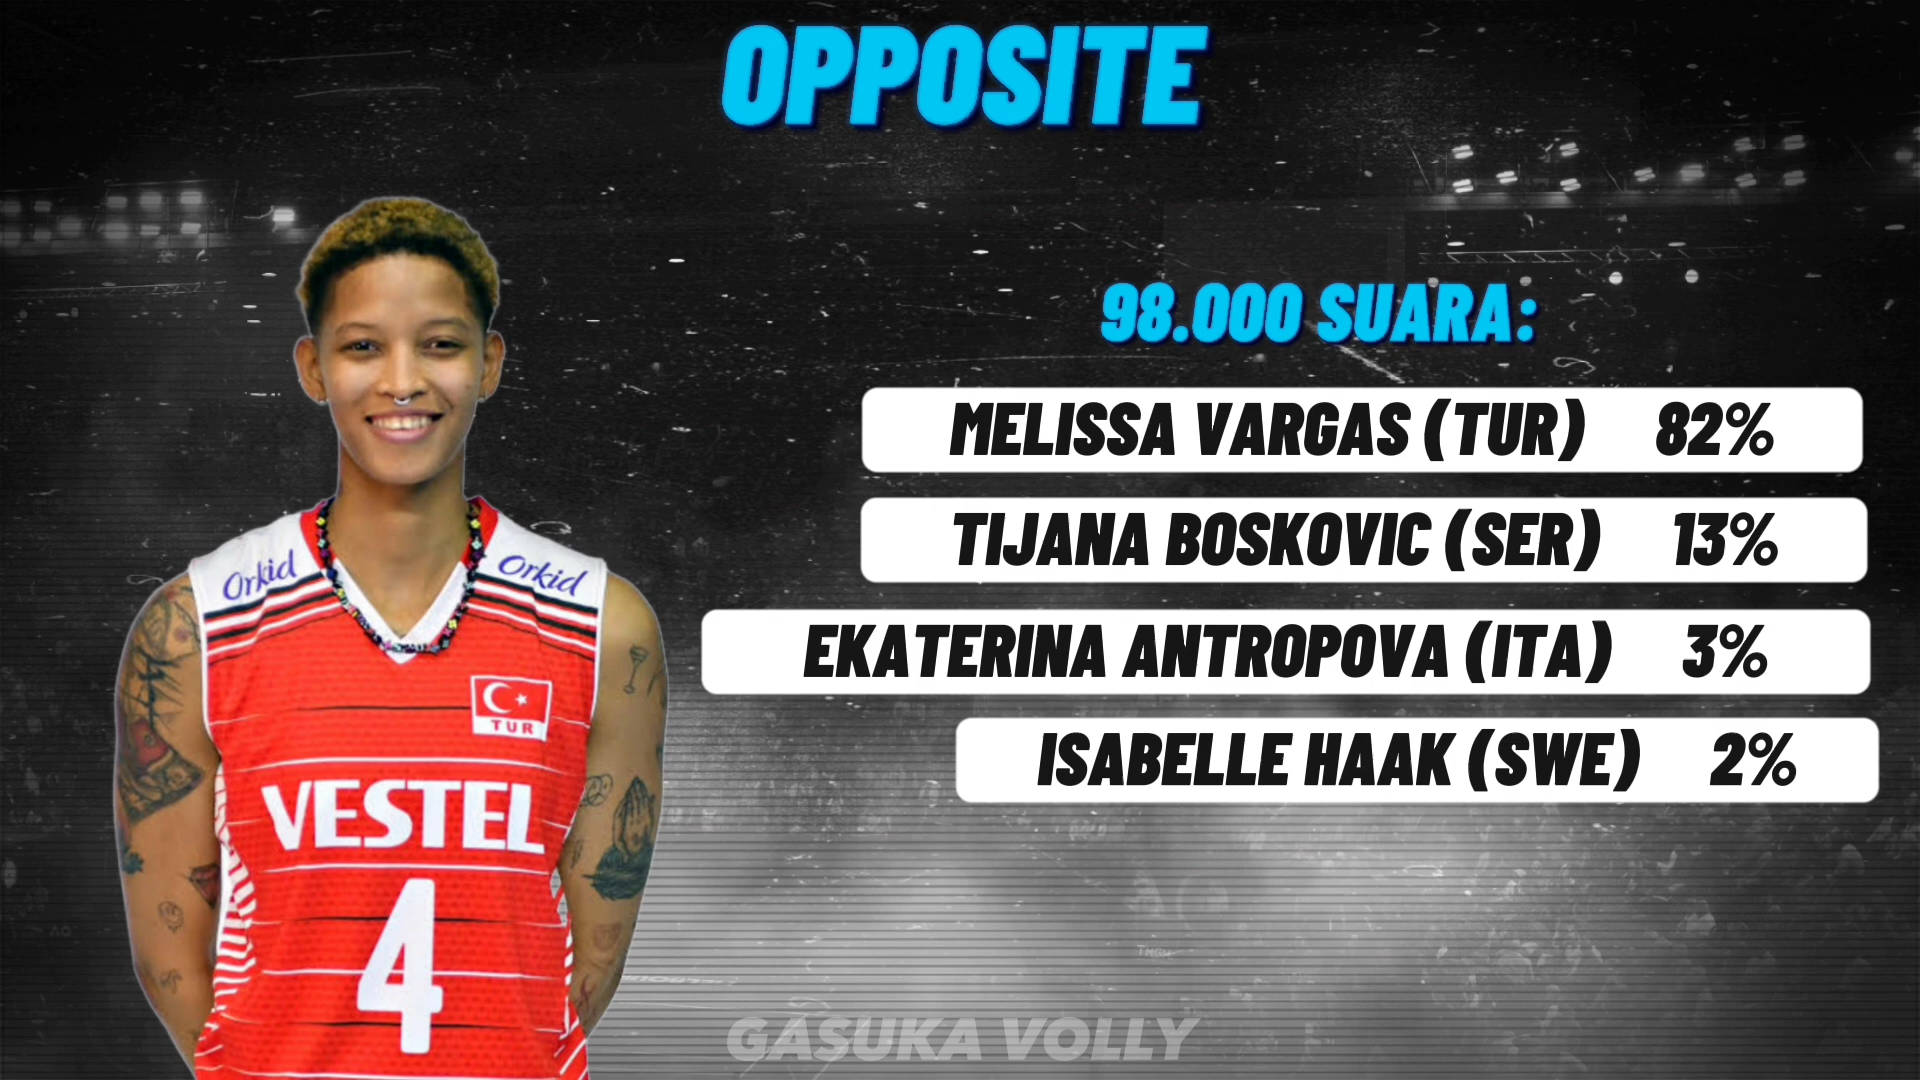 OPPOSITE
98.000 SUARA:
MELISSA VARGAS (TUR) 82%
TIJANA BOSKOVIC (SER) 13%
EKATERINA ANTROPOVA (ITA) 3%
ISABELLE HAAK (SWE) 2%
Orkid Orkid
TUR
VESTEL
4
GASUKA VOLLY